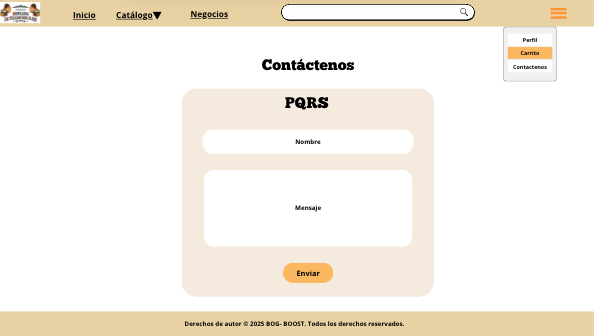 Inicio
Catálogo
Negocios
Perfil
Carrito
Contactenos
Contáctenos
PQRS
Nombre
Mensaje
Enviar
Derechos de autor © 2025 BOG- BOOST. Todos los derechos reservados.